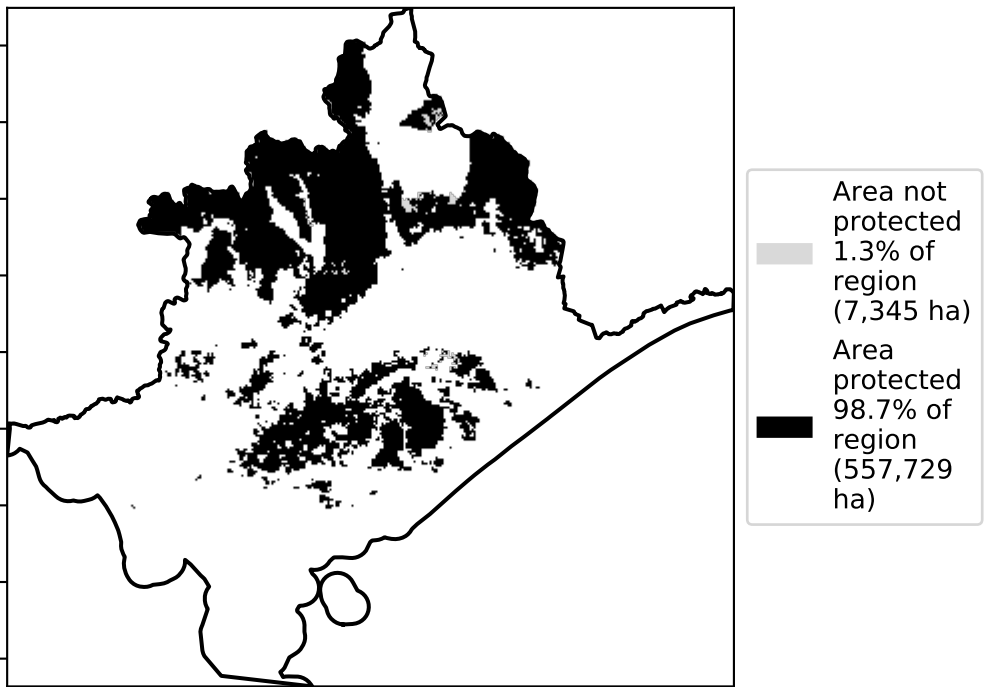 Area not
protected
1.3% of
region
(7,345 ha)
Area
protected
98.7% of
region
(557,729
ha)